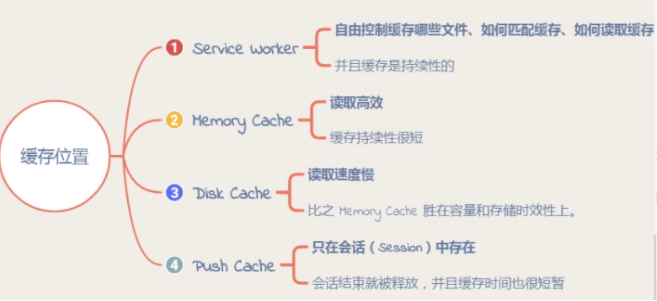 缓存位置
1 Service Worker
自由控制缓存哪些文件、如何匹配缓存、如何读取缓存
并且缓存是持续性的
2 Memory Cache
读取高效
缓存持续性很短
3 Disk Cache
读取速度慢
比之 Memory Cache 胜在容量和存储时效性上。
4 Push Cache
只在会话（Session）中存在
会话结束就被释放，并且缓存时间也很短暂